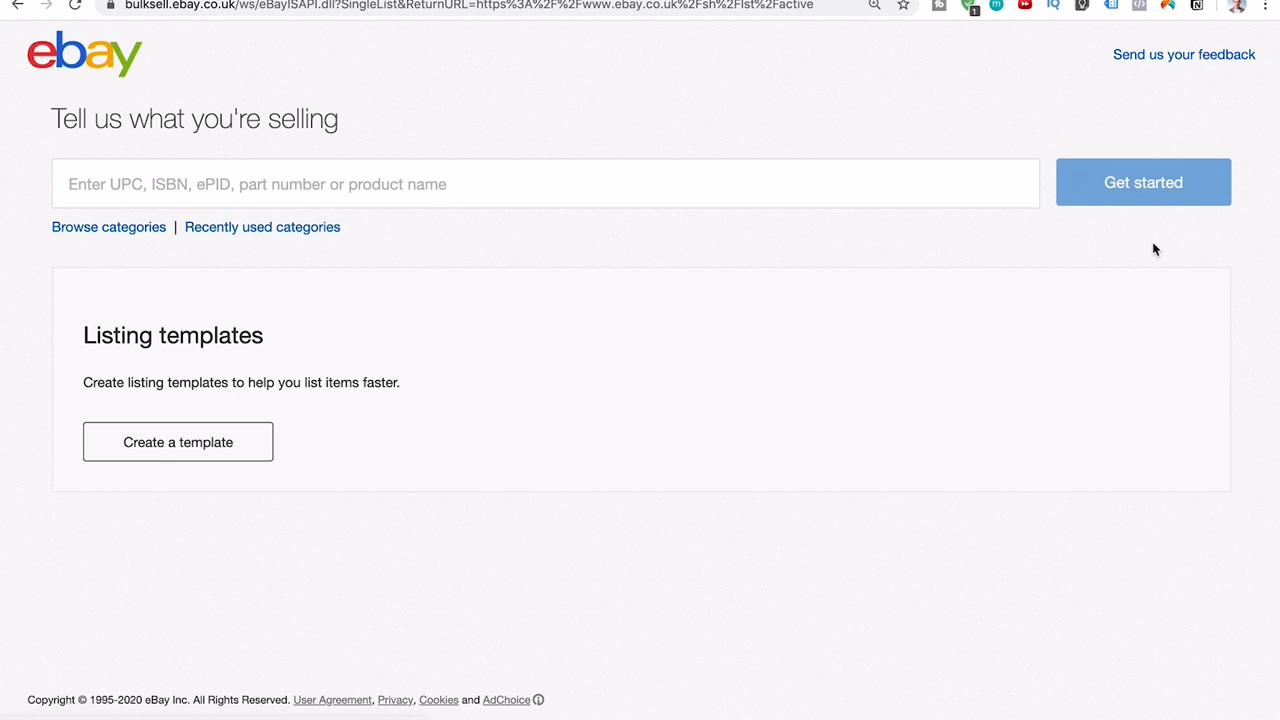 bulksell.ebay.co.uk/ws/eBayISAPI.dll?SingleList&ReturnURL=https%3A%2F%2Fwww.ebay.co.uk%2Fsh%2Flst%2Factive
ebay
Send us your feedback
Tell us what you're selling
Enter UPC, ISBN, ePID, part number or product name
Get started
Browse categories | Recently used categories
Listing templates
Create listing templates to help you list items faster.
Create a template
Copyright © 1995-2020 eBay Inc. All Rights Reserved. User Agreement, Privacy, Cookies and AdChoice